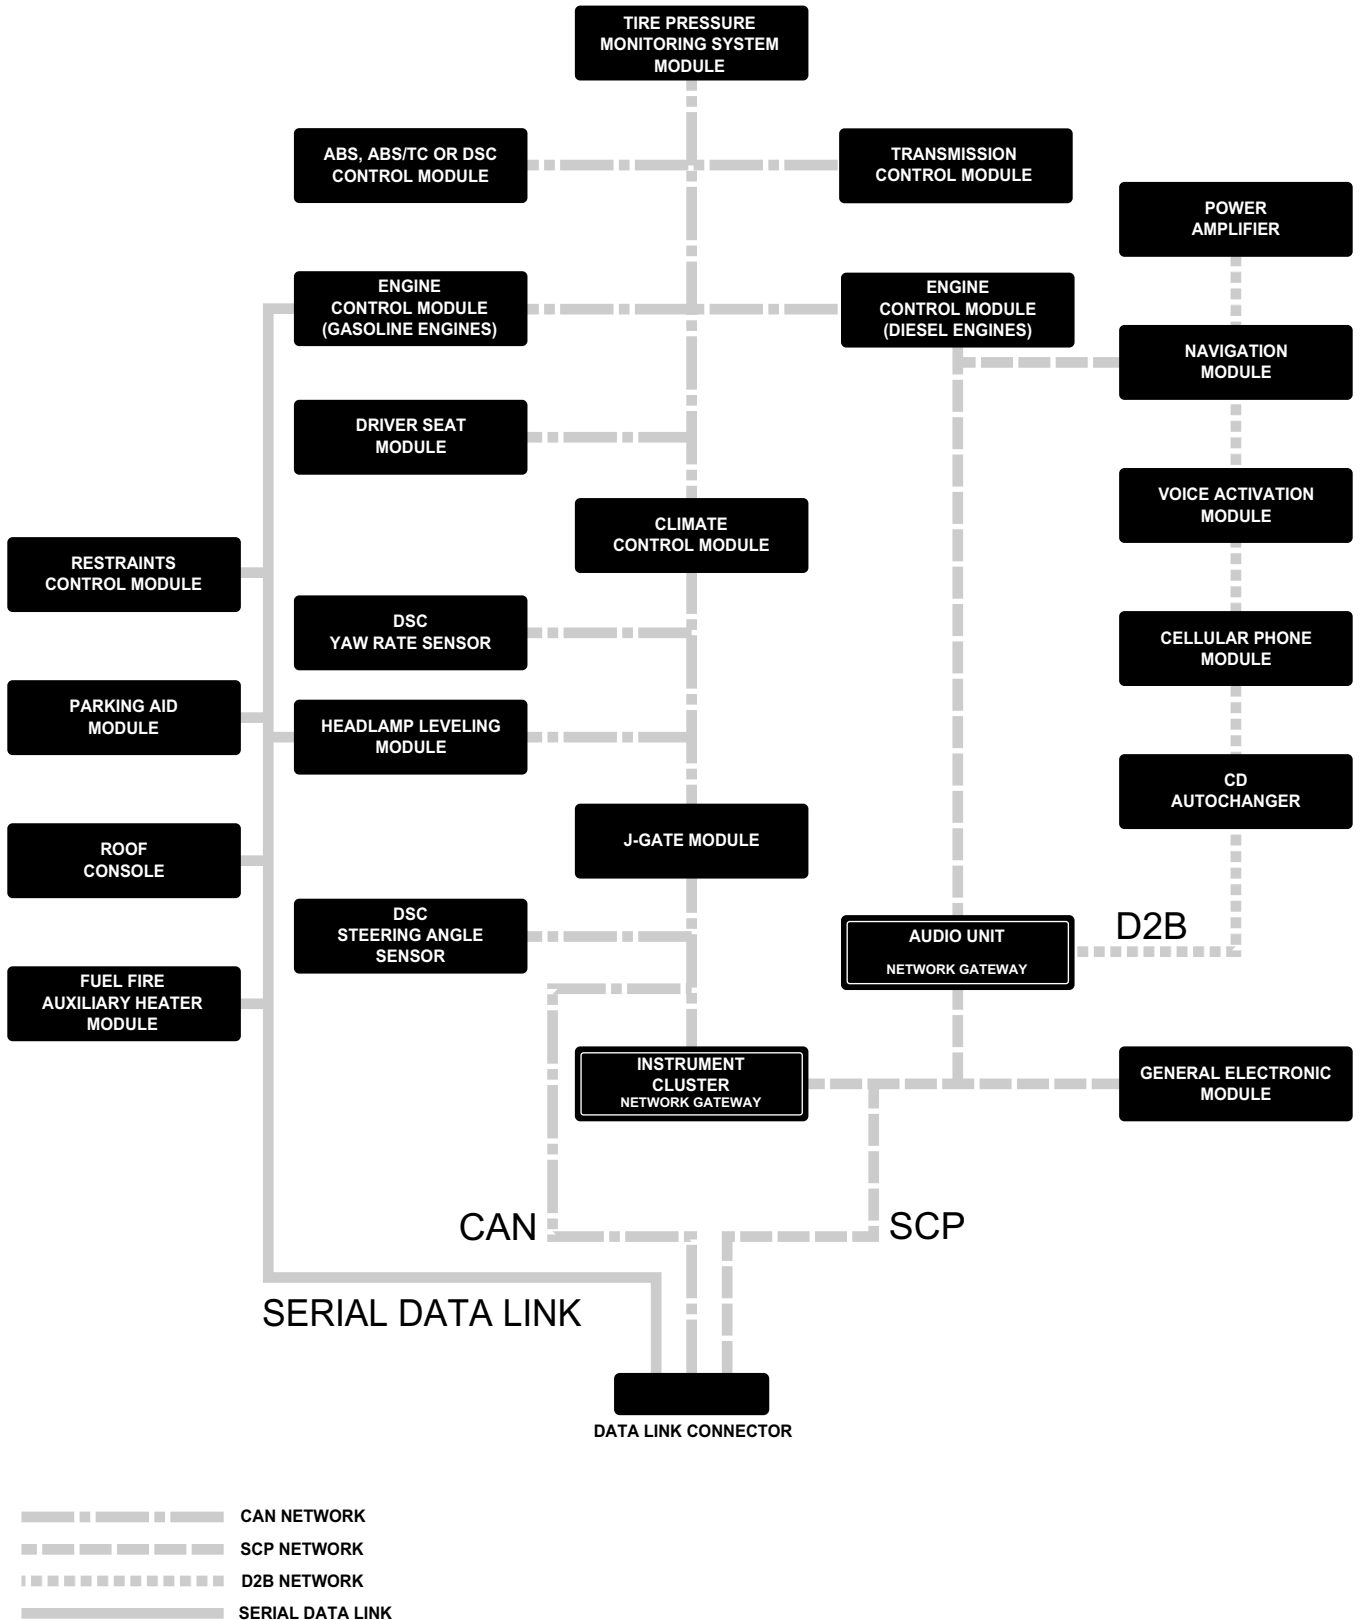 TIRE PRESSURE
MONITORING SYSTEM
MODULE
ABS, ABS/TC OR DSC
CONTROL MODULE
TRANSMISSION
CONTROL MODULE
POWER
AMPLIFIER
ENGINE
CONTROL MODULE
(GASOLINE ENGINES)
ENGINE
CONTROL MODULE
(DIESEL ENGINES)
NAVIGATION
MODULE
DRIVER SEAT
MODULE
VOICE ACTIVATION
MODULE
CLIMATE
CONTROL MODULE
RESTRAINTS
CONTROL MODULE
DSC
YAW RATE SENSOR
CELLULAR PHONE
MODULE
PARKING AID
MODULE
HEADLAMP LEVELING
MODULE
CD
AUTOCHANGER
J-GATE MODULE
ROOF
CONSOLE
DSC
STEERING ANGLE
SENSOR
AUDIO UNIT
NETWORK GATEWAY
D2B
FUEL FIRE
AUXILIARY HEATER
MODULE
INSTRUMENT
CLUSTER
NETWORK GATEWAY
GENERAL ELECTRONIC
MODULE
CAN
SCP
SERIAL DATA LINK
DATA LINK CONNECTOR
CAN NETWORK
SCP NETWORK
D2B NETWORK
SERIAL DATA LINK